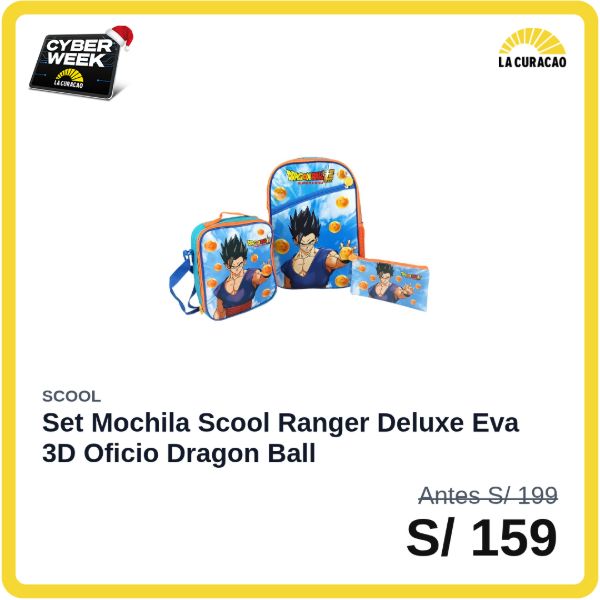 CYBER
WEEK
LA CURACAO
LA CURACAO
DRAGONBALL
SCOOL
Set Mochila Scool Ranger Deluxe Eva
3D Oficio Dragon Ball
Antes S/ 199
S/ 159